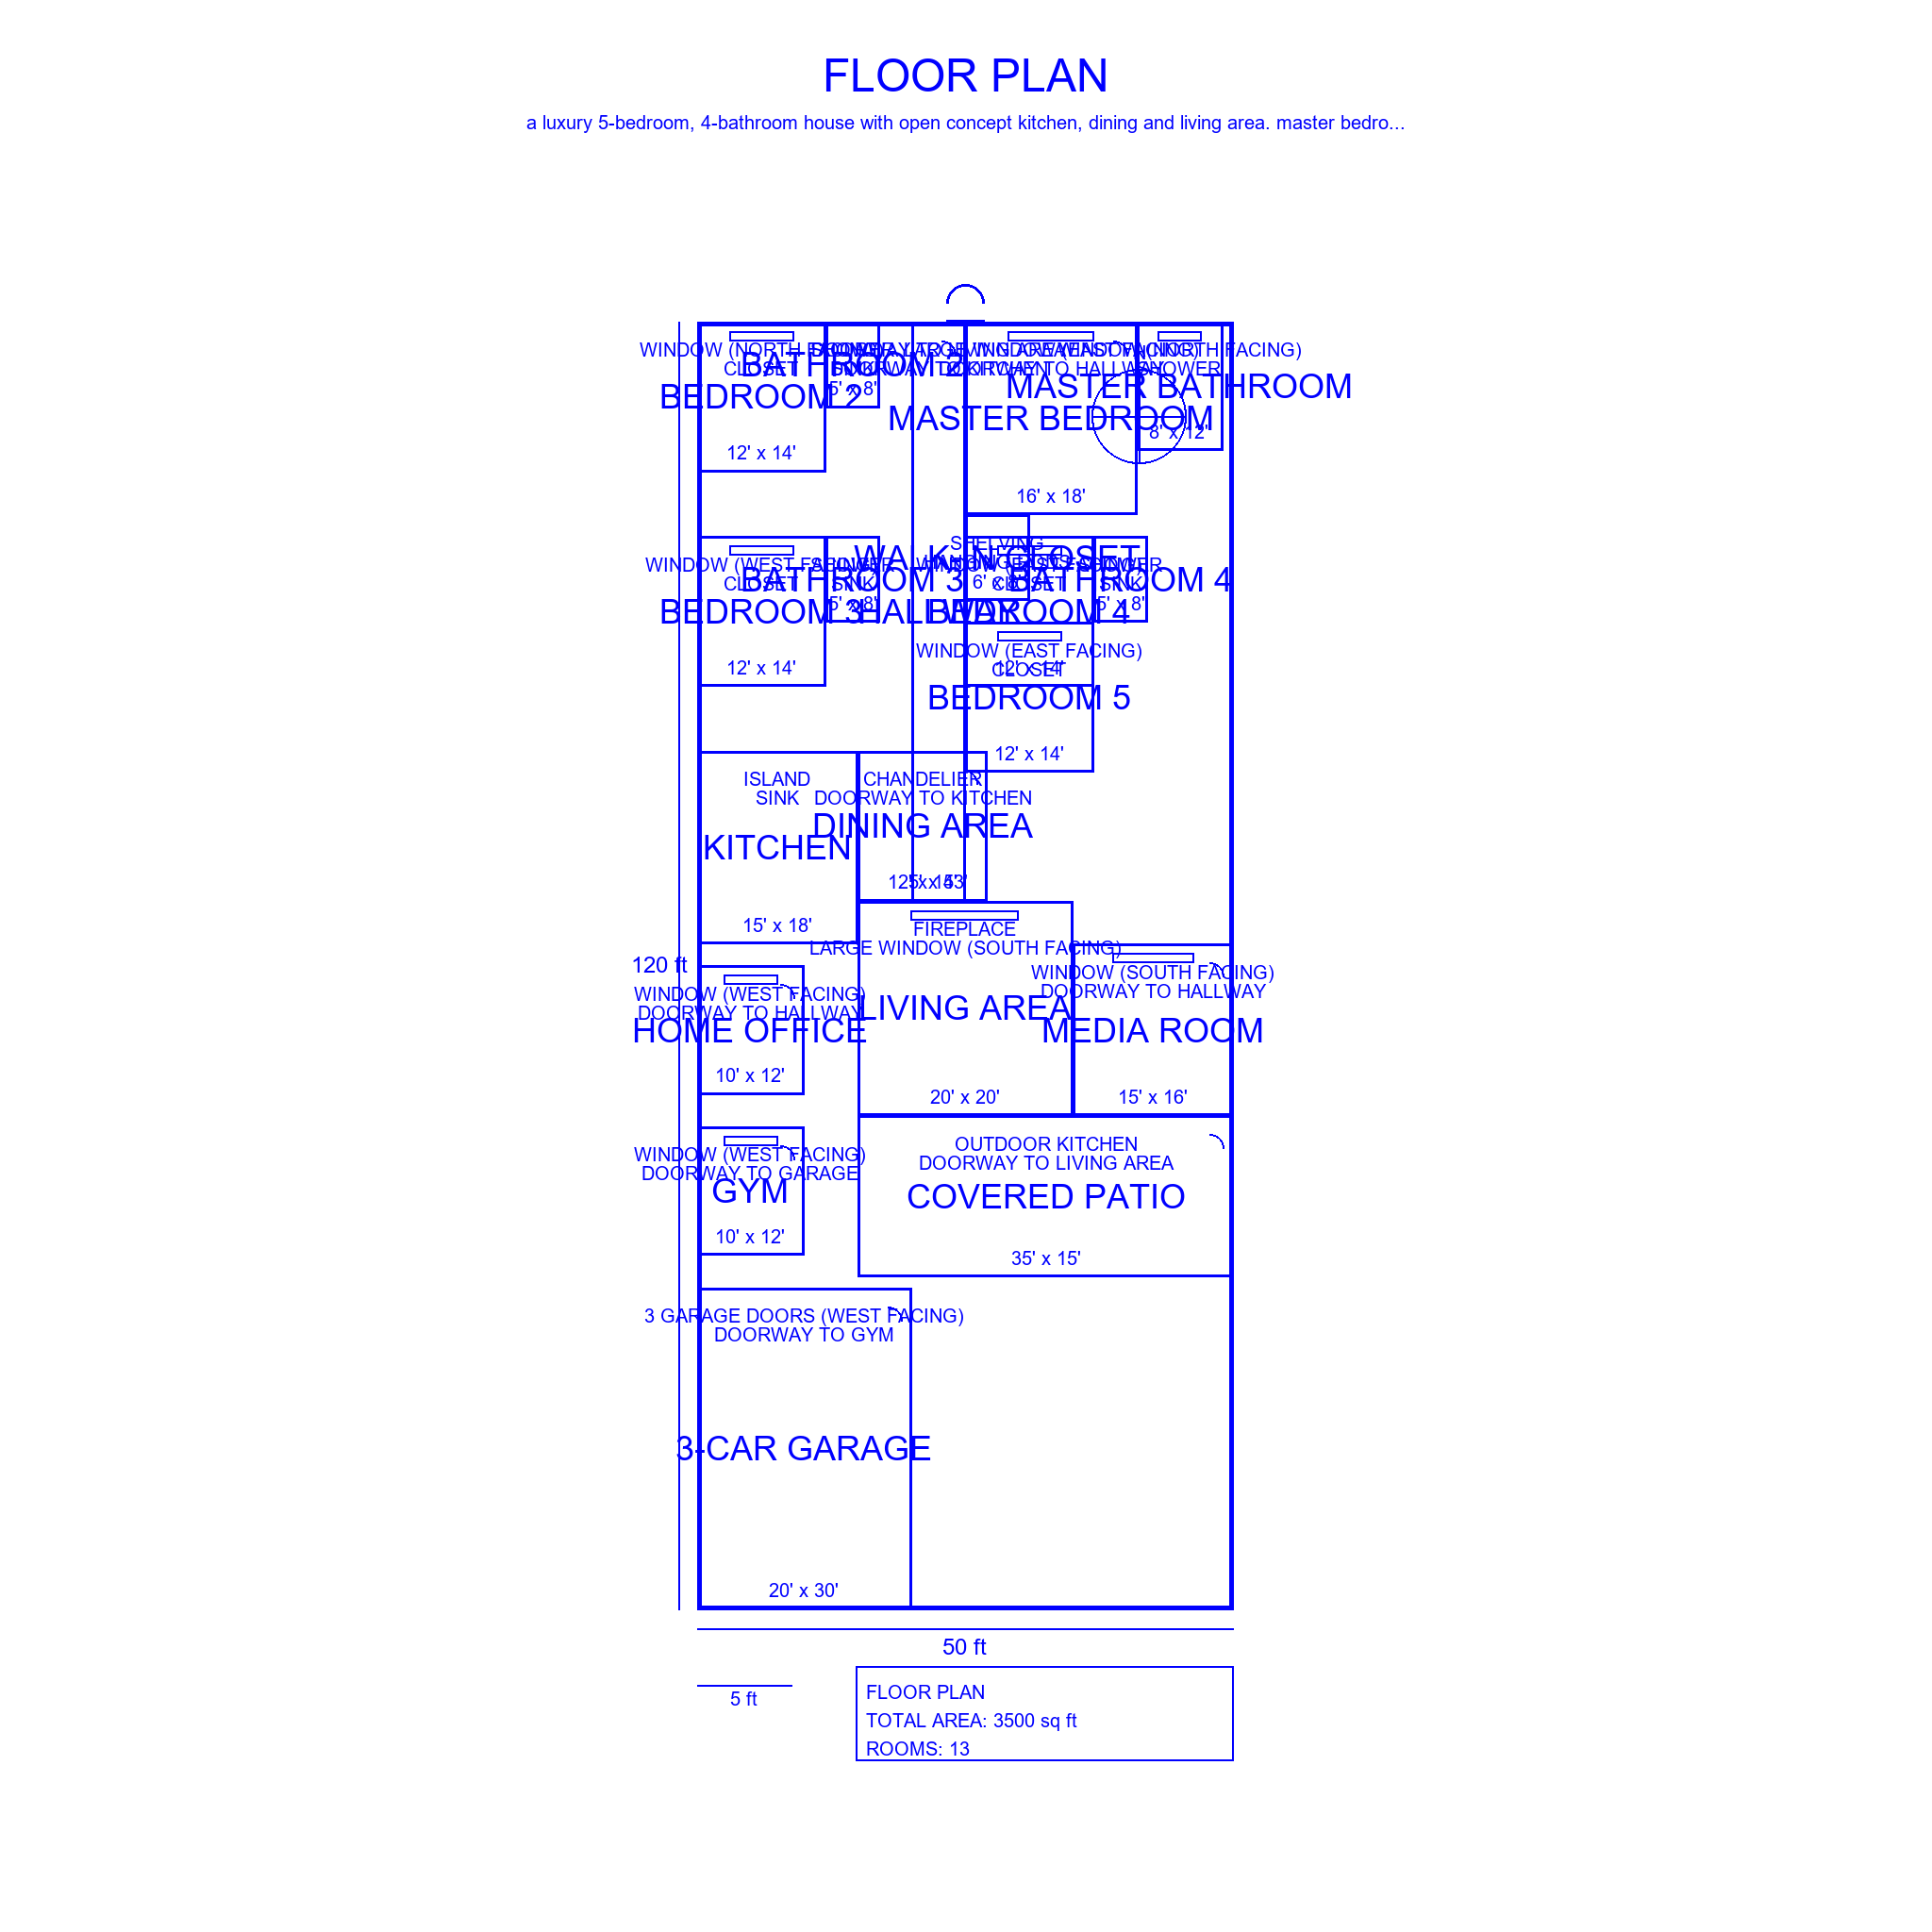 FLOOR PLAN
a luxury 5-bedroom, 4-bathroom house with open concept kitchen, dining and living area. master bedro...
WINDOW (NORTH FACING)
CLOSET
BEDROOM 2
12' x 14'
BATHROOM 2
SINK
5' x 8'
MASTER BEDROOM
16' x 18'
MASTER BATHROOM
SHOWER
8' x 12'
WINDOW (WEST FACING)
CLOSET
BEDROOM 3
12' x 14'
BATHROOM 3
SINK
5' x 8'
HALLWAY
SHELVING
WALK-IN CLOSET
6' x 8'
CLOSET
BEDROOM 4
12' x 14'
BATHROOM 4
SINK
5' x 8'
WINDOW (EAST FACING)
CLOSET
BEDROOM 5
12' x 14'
ISLAND
SINK
KITCHEN
15' x 18'
CHANDELIER
DOORWAY TO KITCHEN
DINING AREA
FIREPLACE
LARGE WINDOW (SOUTH FACING)
LIVING AREA
20' x 20'
WINDOW (SOUTH FACING)
DOORWAY TO HALLWAY
MEDIA ROOM
15' x 16'
120 ft
WINDOW (WEST FACING)
DOORWAY TO HALLWAY
HOME OFFICE
10' x 12'
WINDOW (WEST FACING)
DOORWAY TO GARAGE
GYM
10' x 12'
OUTDOOR KITCHEN
DOORWAY TO LIVING AREA
COVERED PATIO
35' x 15'
3 GARAGE DOORS (WEST FACING)
DOORWAY TO GYM
3-CAR GARAGE
20' x 30'
50 ft
5 ft
FLOOR PLAN
TOTAL AREA: 3500 sq ft
ROOMS: 13